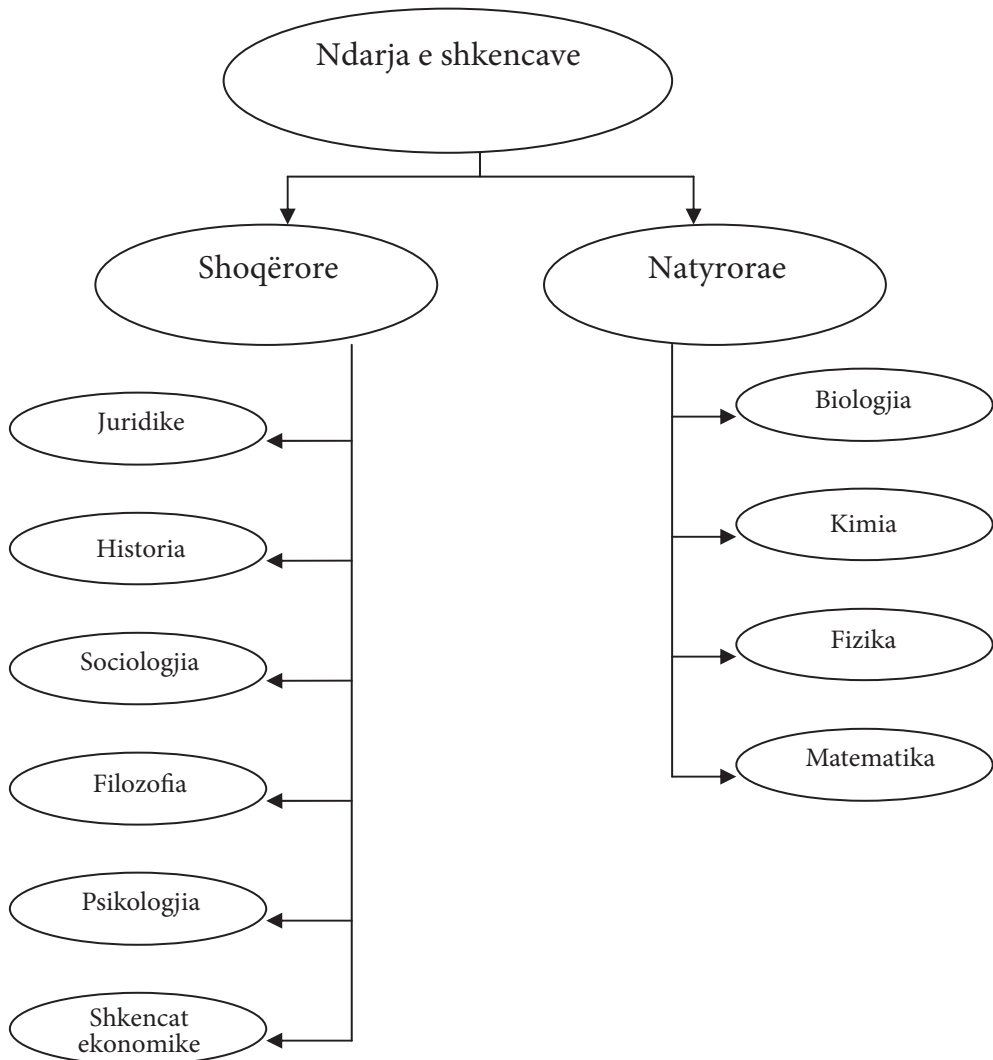 Ndarja e shkencave
Shoqërore
Natyrorae
Juridike
Historia
Sociologjia
Filozofia
Psikologjia
Shkencat
ekonomike
Biologjia
Kimia
Fizika
Matematika